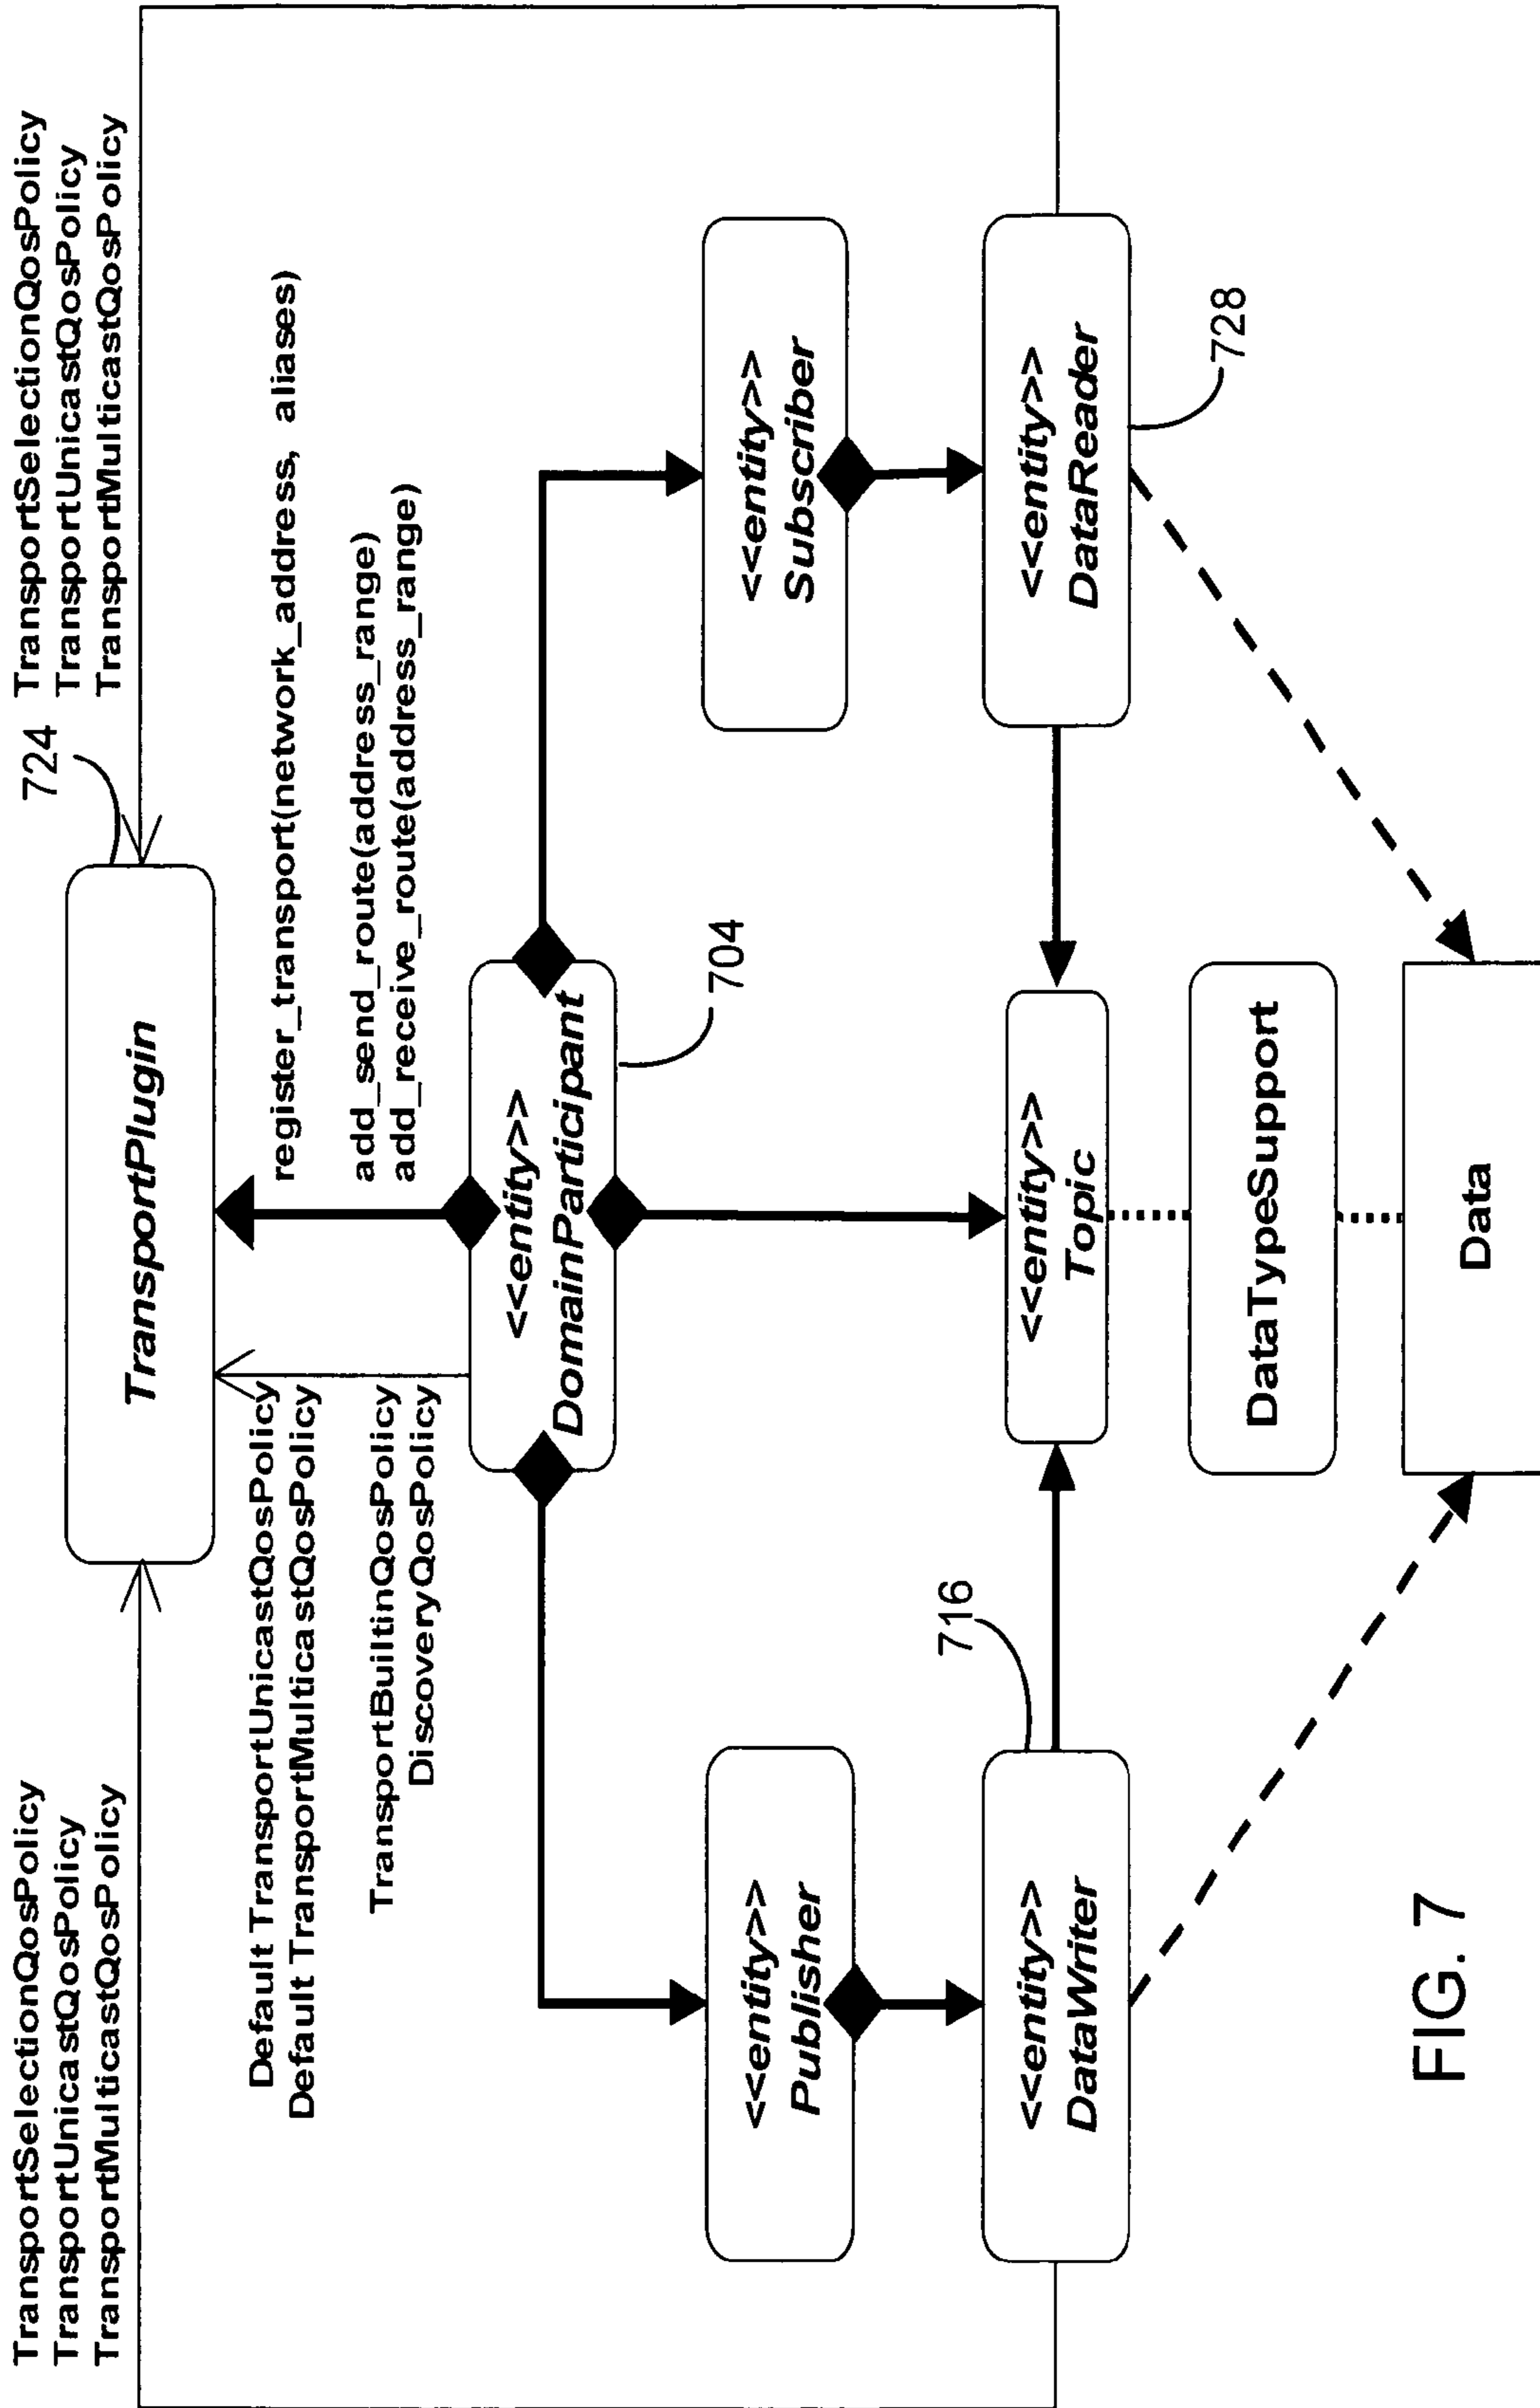 TransportSelectionQosPolicy
TransportUnicastQosPolicy
TransportMulticastQosPolicy
724
TransportSelectionQosPolicy
TransportUnicastQosPolicy
TransportMulticastQosPolicy
TransportPlugin
Default TransportUnicastQosPolicy
Default TransportMulticastQosPolicy
TransportBuiltinQosPolicy
DiscoveryQosPolicy
register_transport(network_address, aliases)
add_send_route(address_range)
add_receive_route(address_range)
<<entity>>
DomainParticipant
704
<<entity>>
Publisher
<<entity>>
Subscriber
<<entity>>
DataWriter
716
<<entity>>
Topic
<<entity>>
DataReader
728
DataTypeSupport
Data
FIG. 7